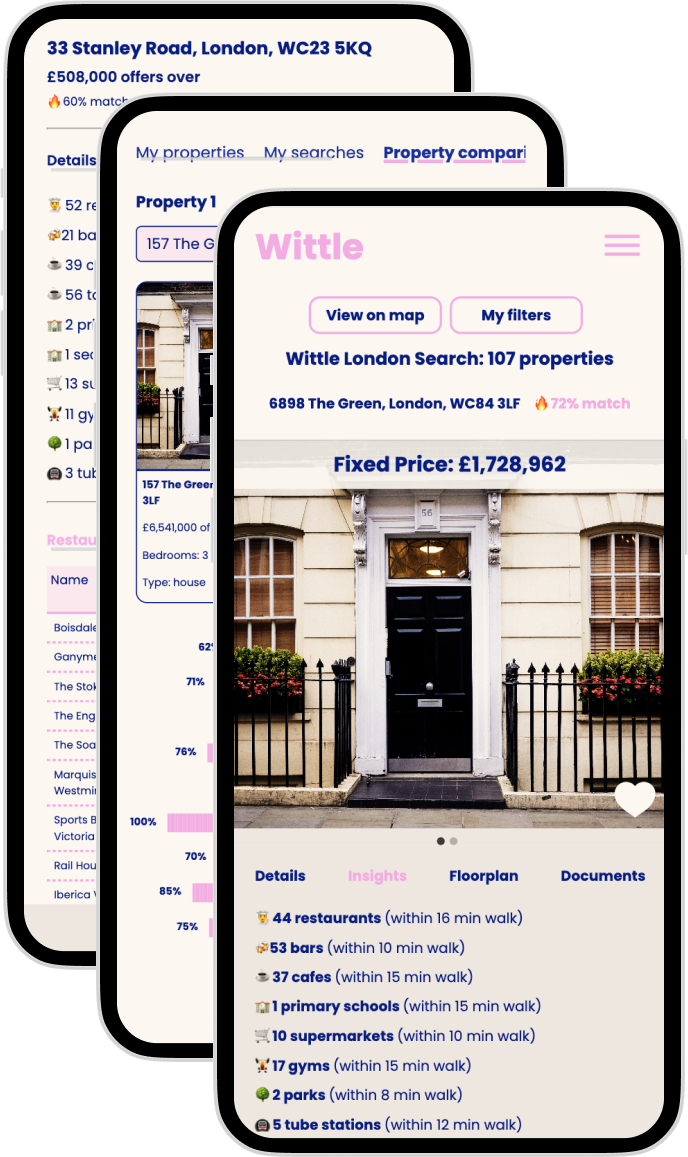 33 Stanley Road, London, WC23 5KQ
£508,000 offers over
🔥60% match
Details
52 re
21 ba
39 c
56 to
2 pri
1 sec
13 su
11 gy
1 pa
3 tub
Restau
Name
Boisdale
Ganyme
The Stok
The Eng
The Soa
Marquis
Westmin
Sports B
Victoria
Rail Hou
Iberica V
My properties My searches Property compari
Property 1
157 The G
157 The Green
3LF
£6,541,000 of
Bedrooms: 3
Type: house
62%
71%
76%
100%
70%
85%
75%
Wittle
View on map My filters
Wittle London Search: 107 properties
6898 The Green, London, WC84 3LF 🔥72% match
Fixed Price: £1,728,962
56
Details Insights Floorplan Documents
44 restaurants (within 16 min walk)
53 bars (within 10 min walk)
37 cafes (within 15 min walk)
1 primary schools (within 15 min walk)
10 supermarkets (within 10 min walk)
17 gyms (within 15 min walk)
2 parks (within 8 min walk)
5 tube stations (within 12 min walk)